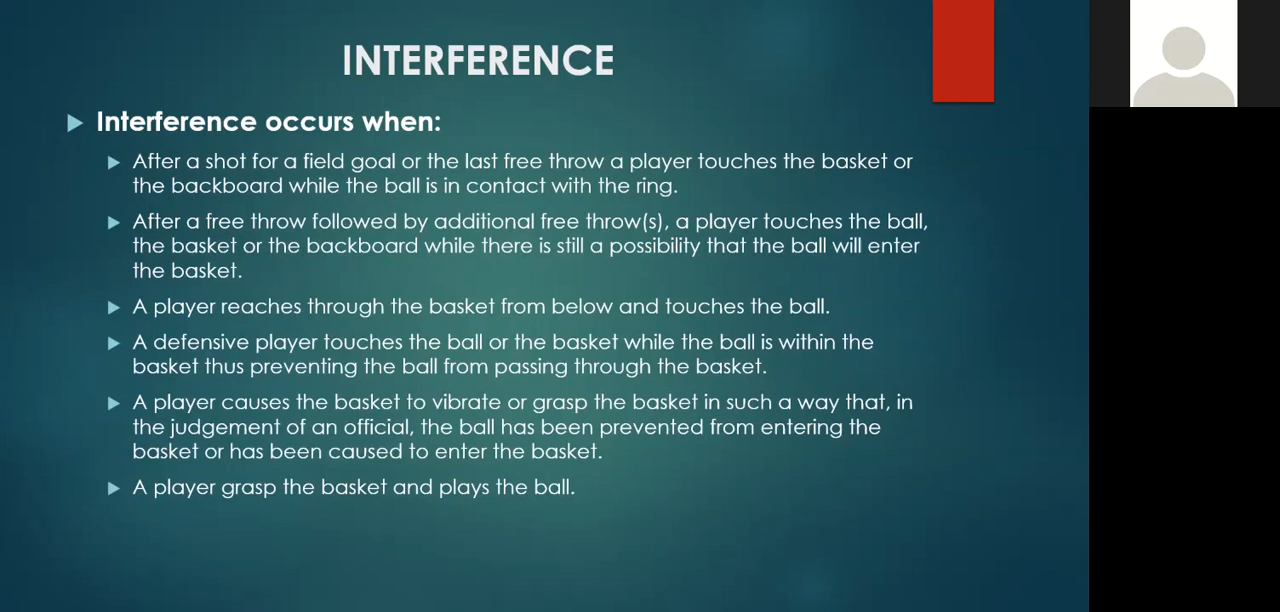 INTERFERENCE
Interference occurs when:
After a shot for a field goal or the last free throw a player touches the basket or
the backboard while the ball is in contact with the ring.
After a free throw followed by additional free throw(s), a player touches the ball,
the basket or the backboard while there is still a possibility that the ball will enter
the basket.
A player reaches through the basket from below and touches the ball.
A defensive player touches the ball or the basket while the ball is within the
basket thus preventing the ball from passing through the basket.
A player causes the basket to vibrate or grasp the basket in such a way that, in
the judgement of an official, the ball has been prevented from entering the
basket or has been caused to enter the basket.
A player grasp the basket and plays the ball.